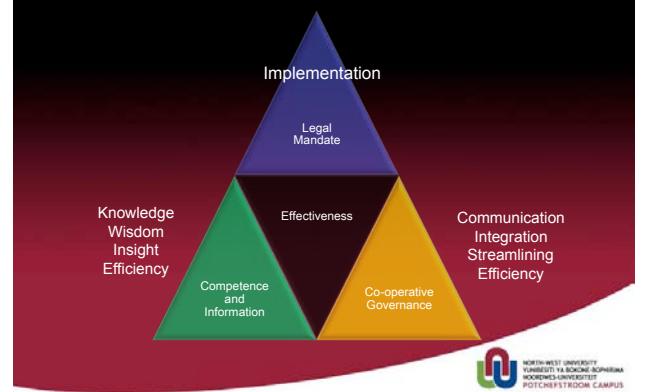 Implementation
Legal
Mandate
Knowledge
Wisdom
Insight
Efficiency
Effectiveness
Communication
Integration
Streamlining
Efficiency
Competence
and
Information
Co-operative
Governance
NORTH-WEST UNIVERSITY
YUNIBESITI YA BOKONE-BOPHIRIMA
NOORDWES-UNIVERSITEIT
POTCHEFSTROOM CAMPUS